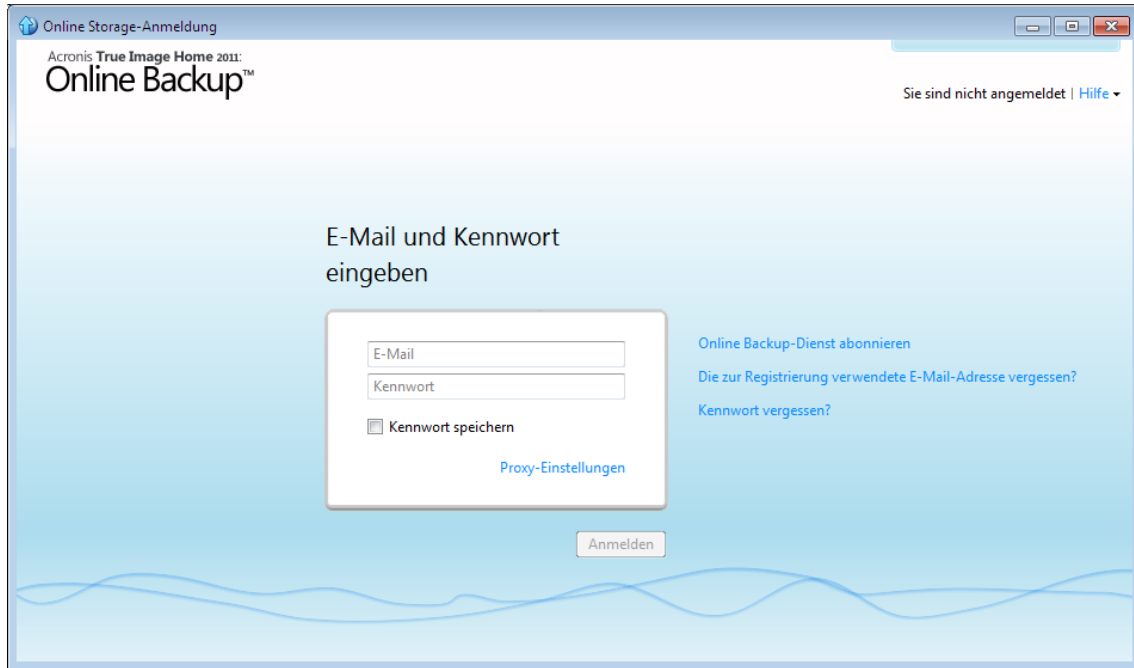 Online Storage-Anmeldung
Acronis True Image Home 2011:
Online Backup™
Sie sind nicht angemeldet | Hilfe
E-Mail und Kennwort
eingeben
E-Mail
Kennwort
Kennwort speichern
Proxy-Einstellungen
Anmelden
Online Backup-Dienst abonnieren
Die zur Registrierung verwendete E-Mail-Adresse vergessen?
Kennwort vergessen?